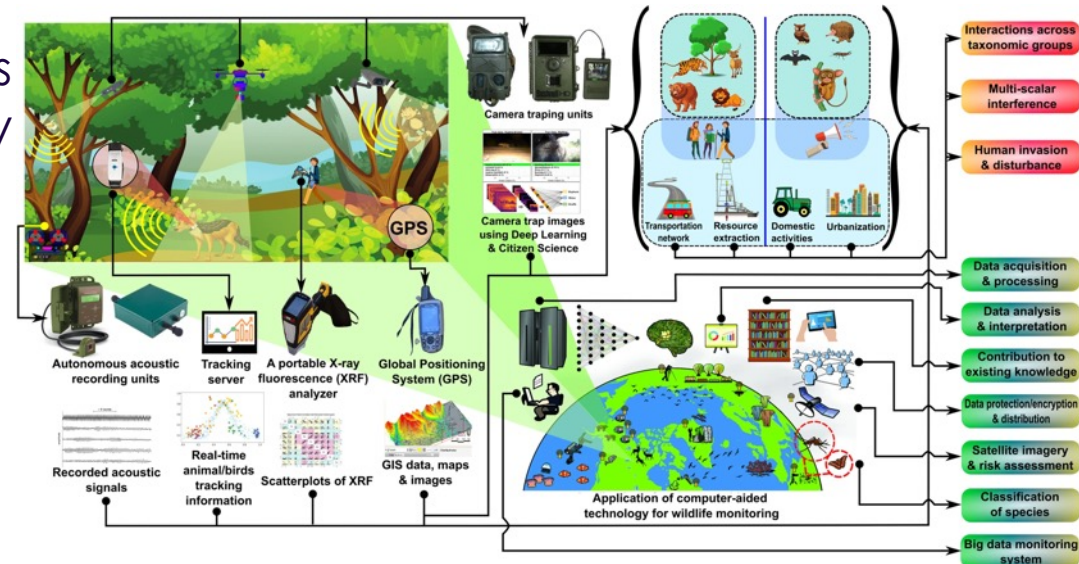 s
y
GPS
Camera traping units
Camera trap images
using Deep Learning
& Citizen Science
Transportation
network
Resource
extraction
Domestic
activities
Urbanization
Interactions across
taxonomic groups
Multi-scalar
interference
Human invasion
& disturbance
Autonomous acoustic
recording units
Tracking
server
A portable X-ray
fluorescence (XRF)
analyzer
Global Positioning
System (GPS)
Recorded acoustic
signals
Real-time
animal/birds
tracking
information
Scatterplots of XRF
GIS data, maps
& images
Application of computer-aided
technology for wildlife monitoring
Data acquisition
& processing
Data analysis
& interpretation
Contribution to
existing knowledge
Data protection/encryption
& distribution
Satellite imagery
& risk assessment
Classification
of species
Big data monitoring
system